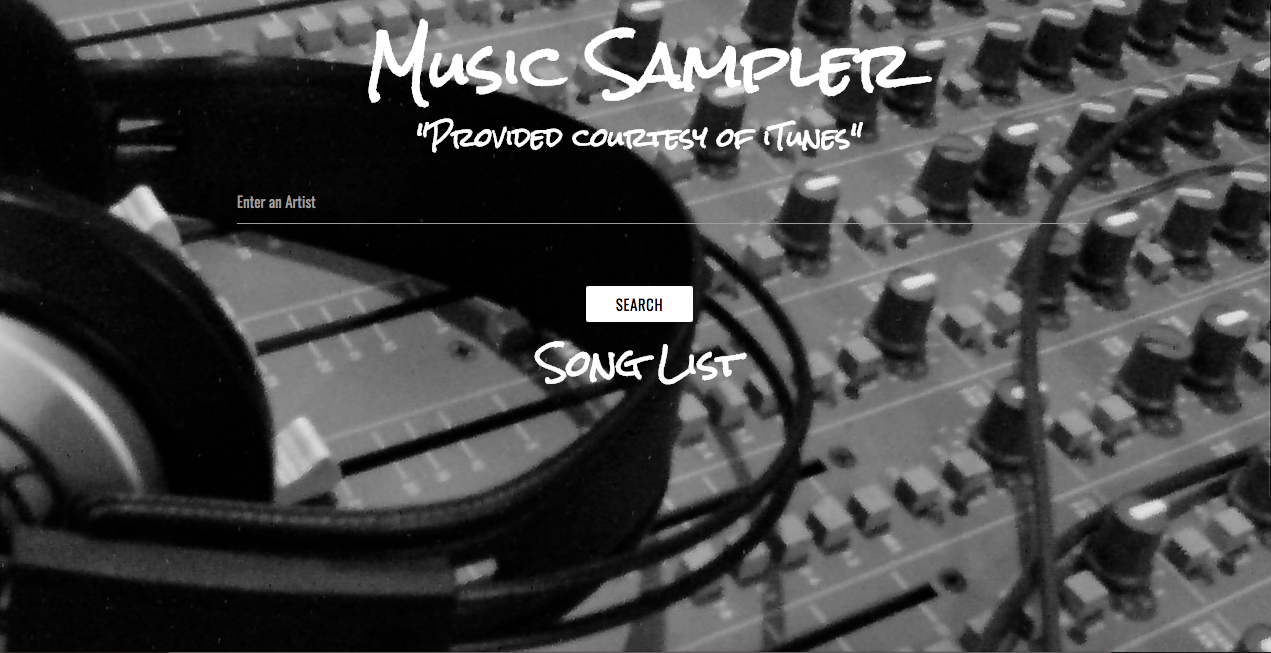 Music Sampler
"Provided courtesy of iTunes"
Enter an Artist
SEARCH
Song List